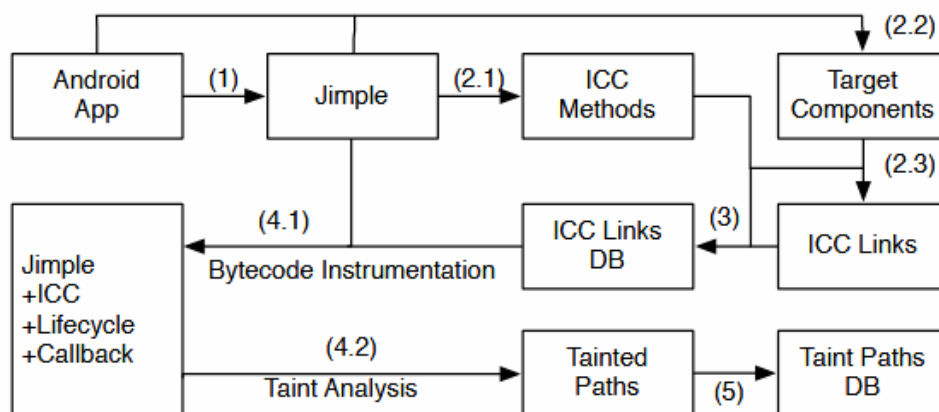 (2.2)
Android
App
(1)
Jimple
(2.1)
ICC
Methods
Target
Components
(2.3)
Jimple
+ICC
+Lifecycle
+Callback
(4.1)
Bytecode Instrumentation
ICC Links
DB
(3)
ICC Links
(4.2)
Taint Analysis
Tainted
Paths
(5)
Taint Paths
DB